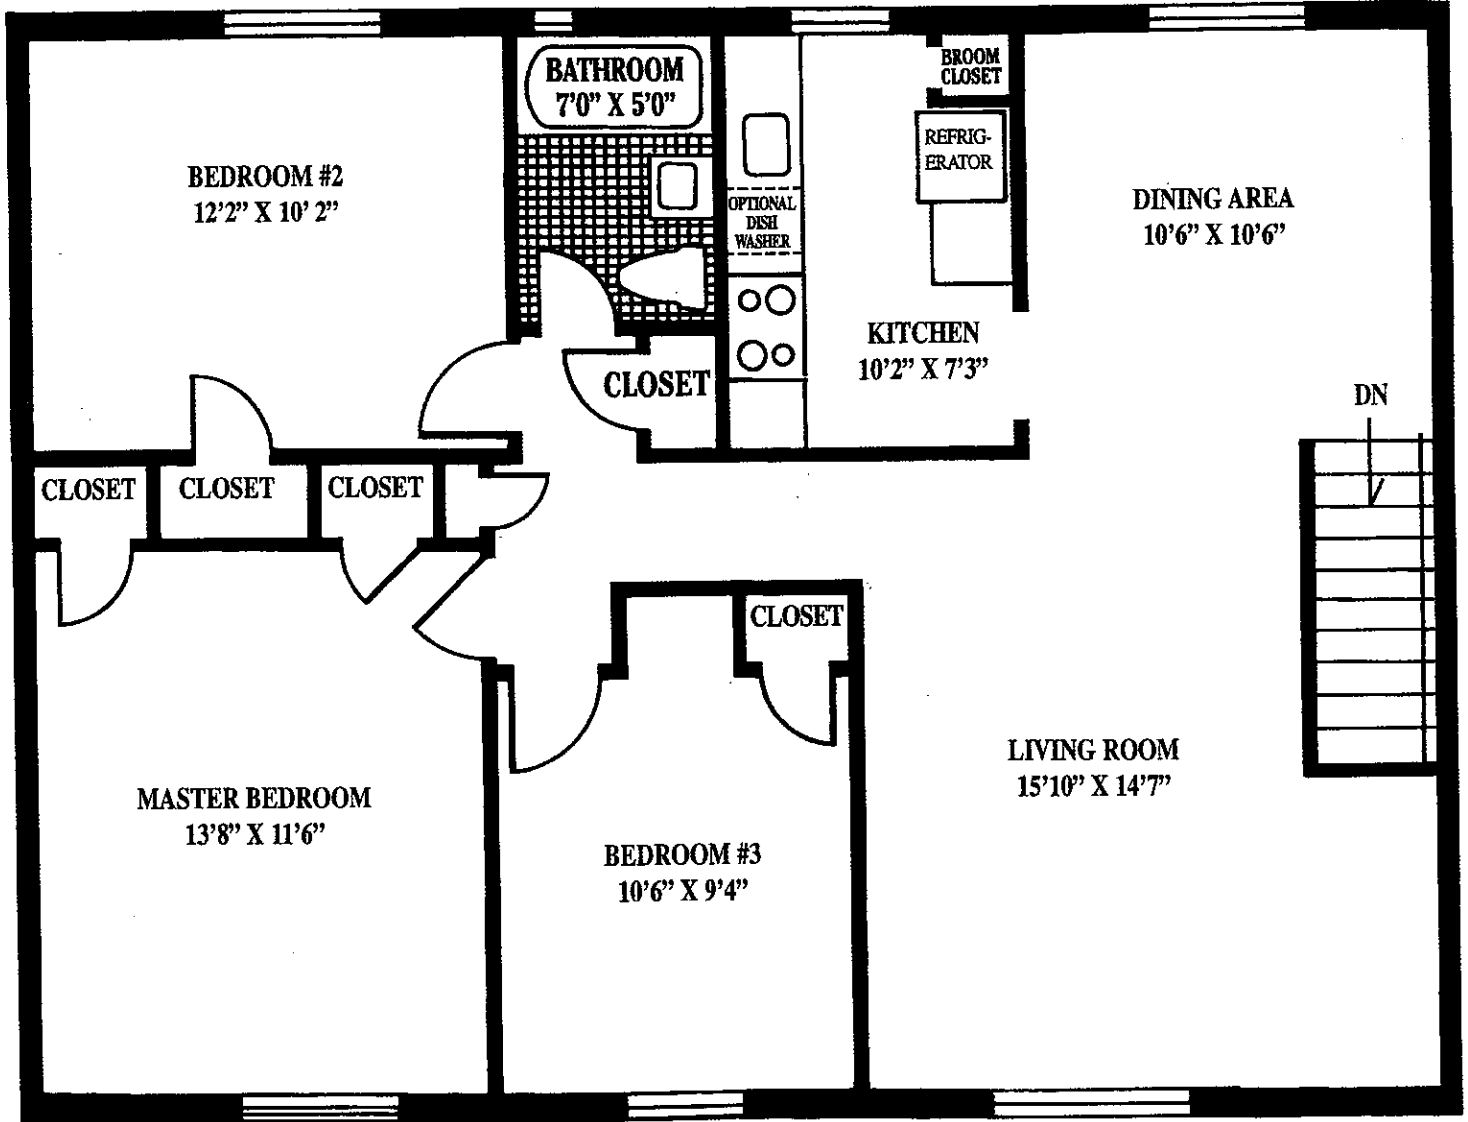 BATHROOM
7'0” X 5'0”
BROOM
CLOSET
REFRIG-
ERATOR
BEDROOM #2
12'2” X 10' 2”
OPTIONAL
DISH
WASHER
DINING AREA
10'6” X 10'6”
KITCHEN
10'2” X 7'3”
CLOSET
DN
CLOSET
CLOSET
CLOSET
CLOSET
LIVING ROOM
15'10” X 14'7”
MASTER BEDROOM
13'8” X 11'6”
BEDROOM #3
10'6” X 9'4”